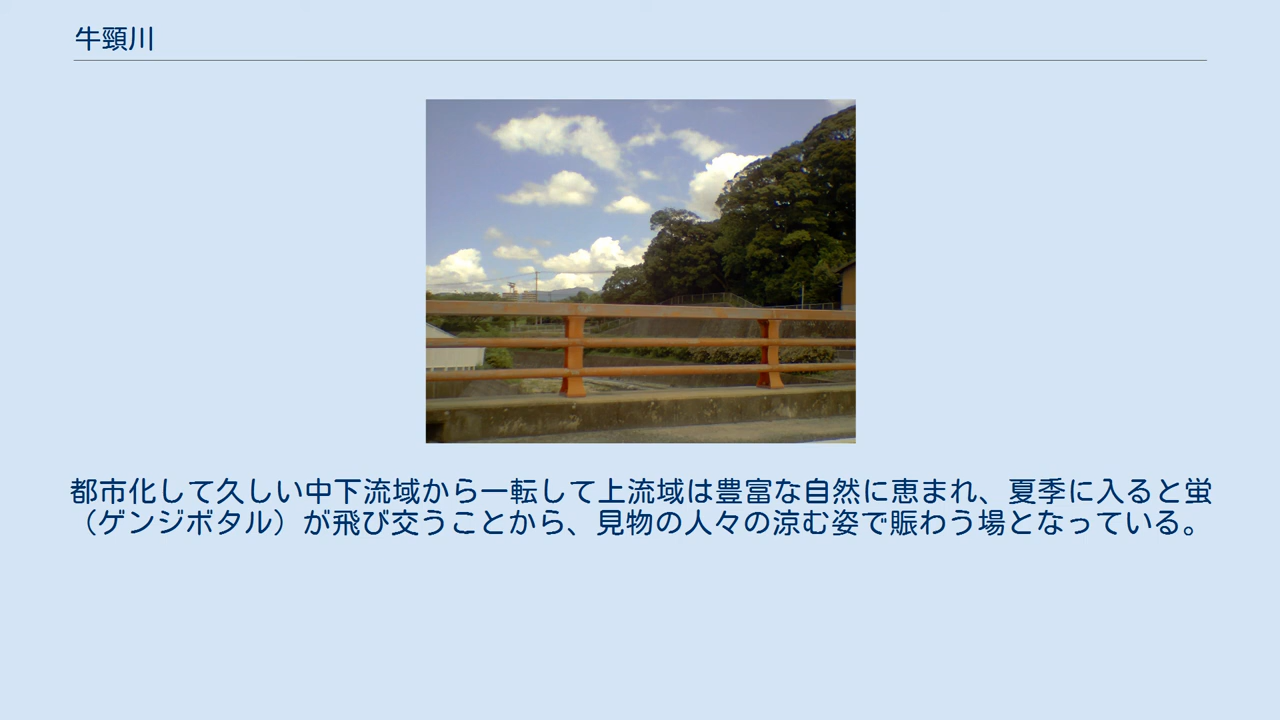 牛頸川
都市化して久しい中下流域から一転して上流域は豊富な自然に恵まれ、夏季に入ると蛍
（ゲンジボタル）が飛び交うことから、見物の人々の涼む姿で賑わう場となっている。